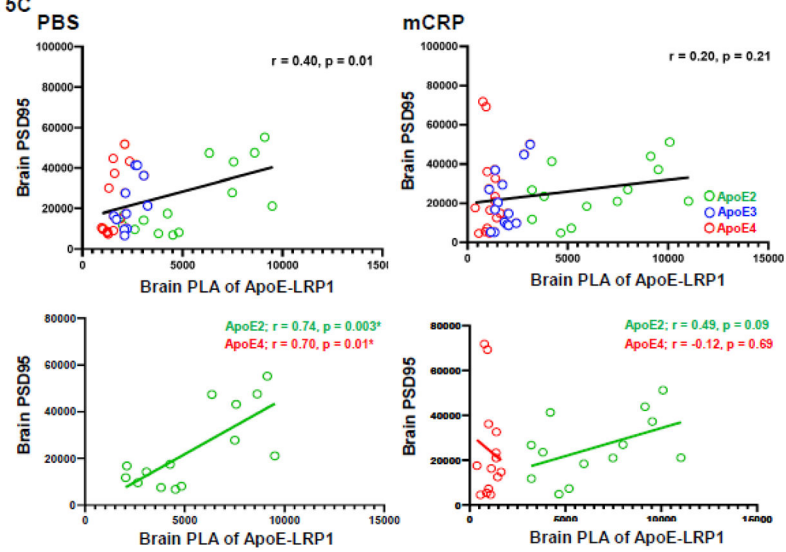 5C
PBS
mCRP
r = 0.40, p = 0.01
100000
80000
60000
40000
20000
0
Brain PSD95
0 5000 10000 1500
Brain PLA of ApoE-LRP1
r = 0.20, p = 0.21
100000
80000
60000
40000
20000
0
Brain PSD95
ApoE2
ApoE3
ApoE4
0 5000 10000 15000
Brain PLA of ApoE-LRP1
ApoE2; r = 0.74, p = 0.003*
ApoE4; r = 0.70, p = 0.01*
80000
60000
40000
20000
0
Brain PSD95
0 5000 10000 15000
Brain PLA of ApoE-LRP1
ApoE2; r = 0.49, p = 0.09
ApoE4; r = -0.12, p = 0.69
80000
60000
40000
20000
0
Brain PSD95
0 5000 10000 15000
Brain PLA of ApoE-LRP1